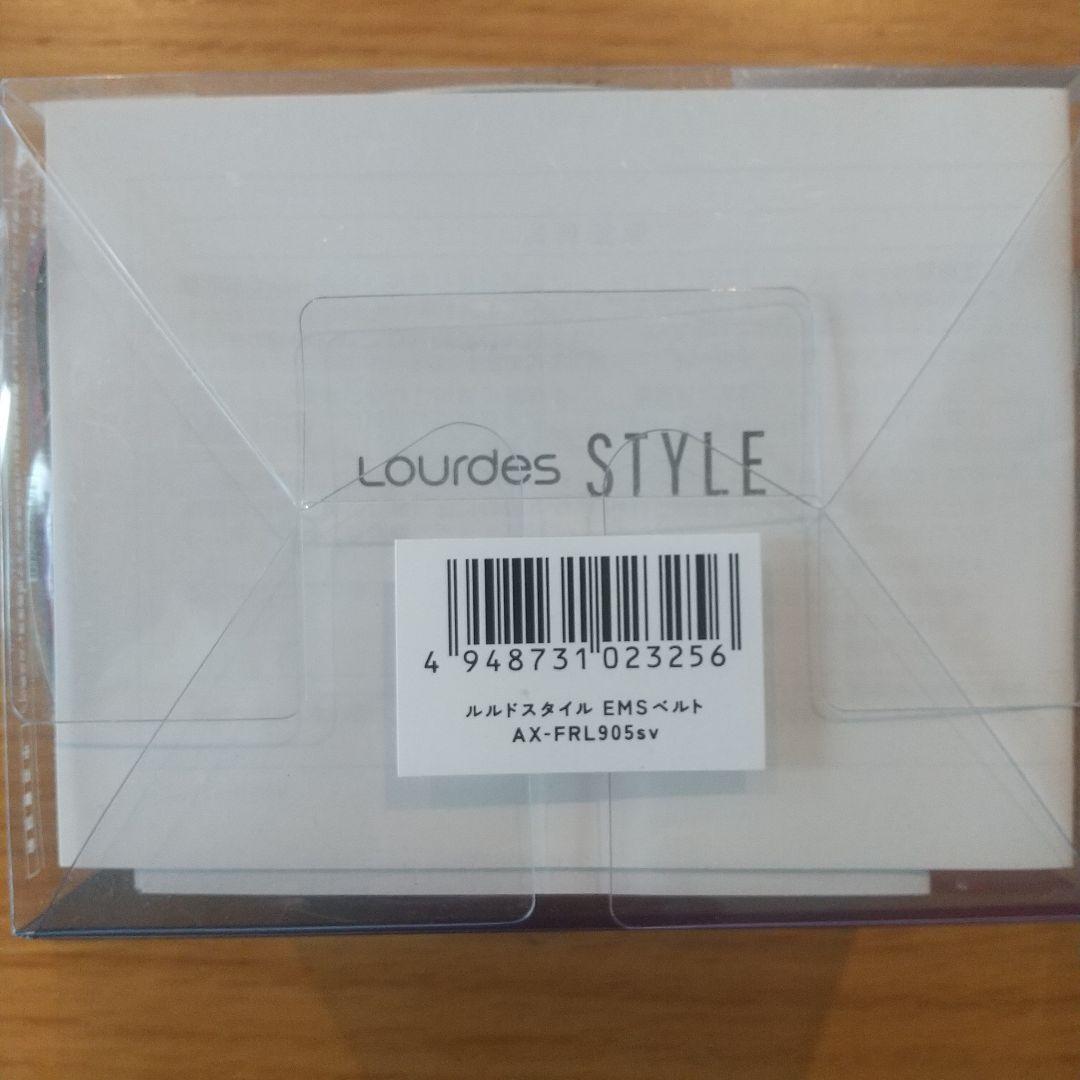 Lourdes STYLE
4 948731 023256
ルルドスタイル EMSベルト
AX-FRL905sv